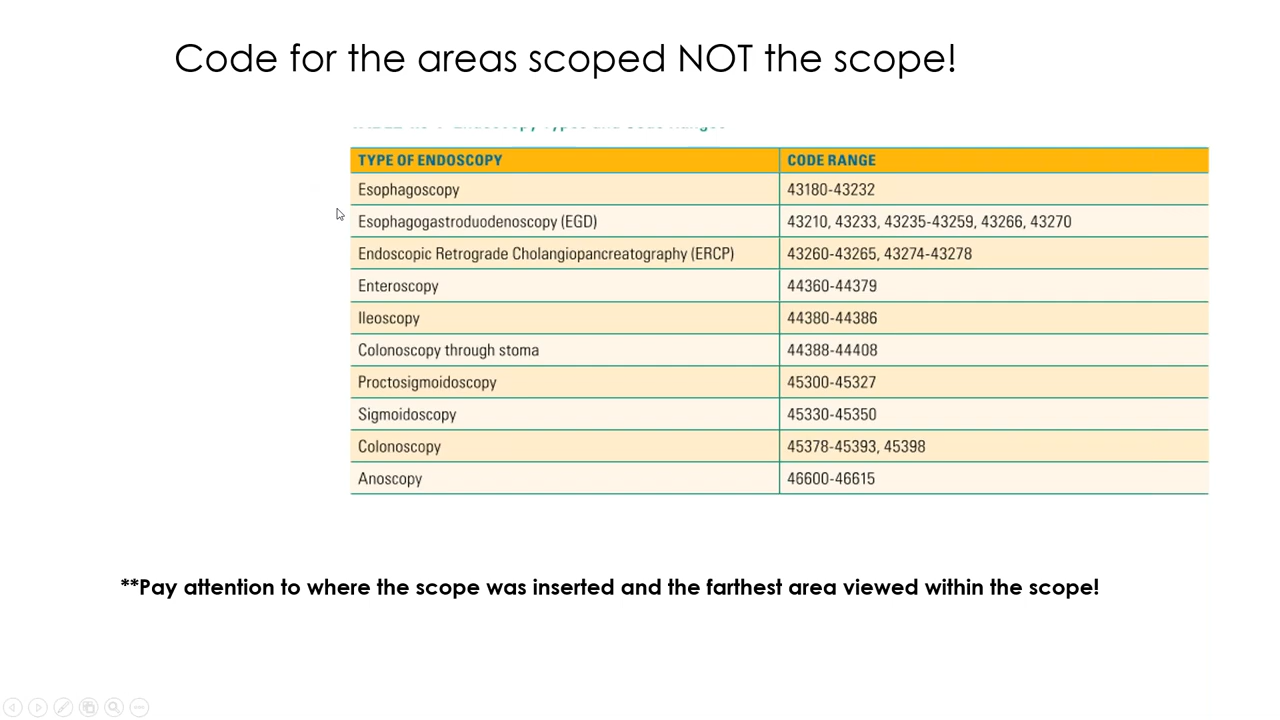 Code for the areas scoped NOT the scope!
TYPE OF ENDOSCOPY CODE RANGE
Esophagoscopy 43180-43232
Esophagogastroduodenoscopy (EGD) 43210, 43233, 43235-43259, 43266, 43270
Endoscopic Retrograde Cholangiopancreatography (ERCP) 43260-43265, 43274-43278
Enteroscopy 44360-44379
Ileoscopy 44380-44386
Colonoscopy through stoma 44388-44408
Proctosigmoidoscopy 45300-45327
Sigmoidoscopy 45330-45350
Colonoscopy 45378-45393, 45398
Anoscopy 46600-46615
**Pay attention to where the scope was inserted and the farthest area viewed within the scope!